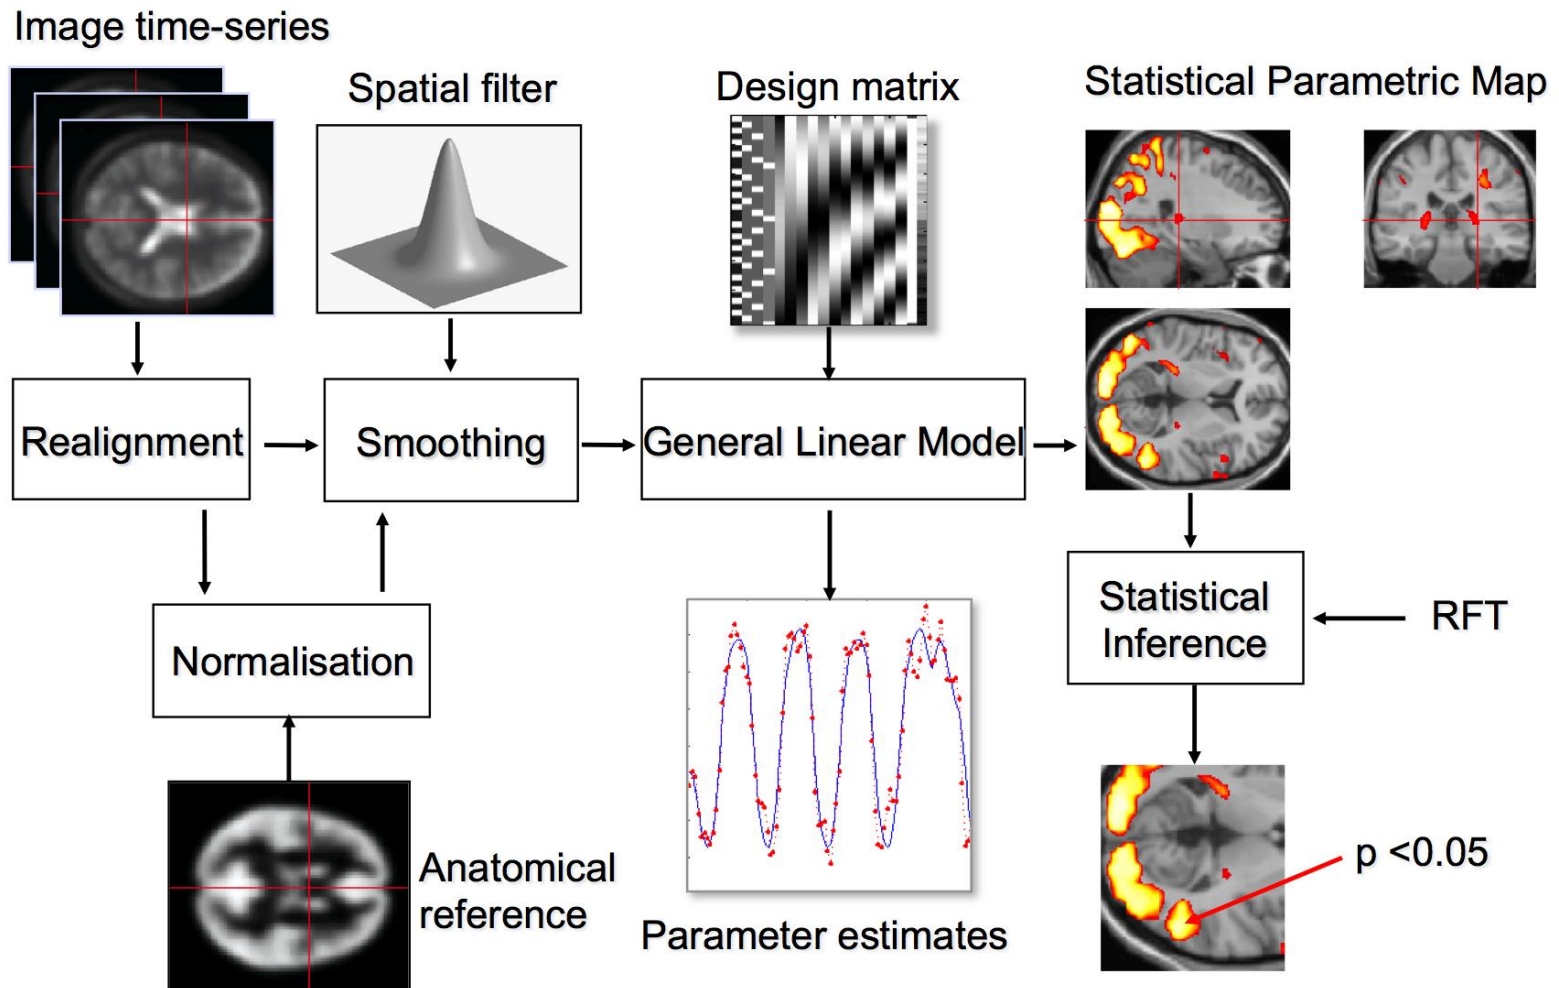 Image time-series
Spatial filter
Design matrix
Statistical Parametric Map
Realignment
Smoothing
General Linear Model
Statistical
Inference
RFT
Normalisation
Anatomical
reference
Parameter estimates
p <0.05